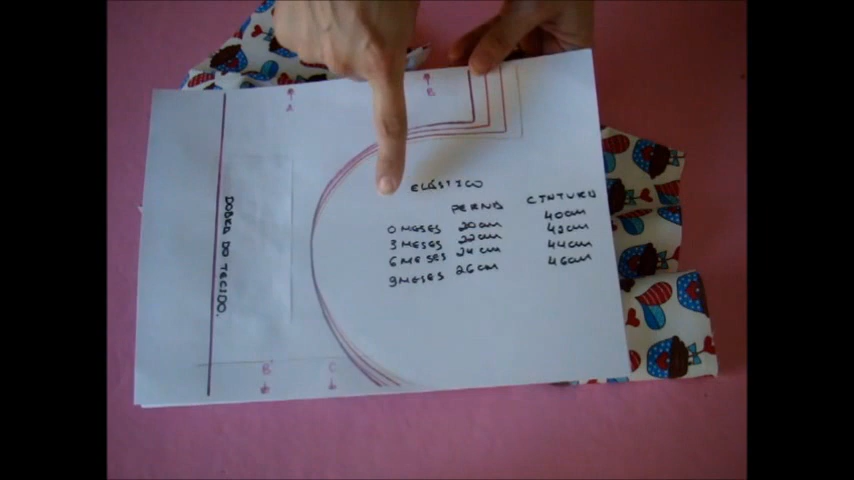 A
B
ELÁSTICO
PERNA CINTURA
0 MESES 20cm 40cm
3 MESES 22cm 42cm
6 MESES 24cm 44cm
9 MESES 26cm 46cm
DOBRA DO TECIDO.
B C